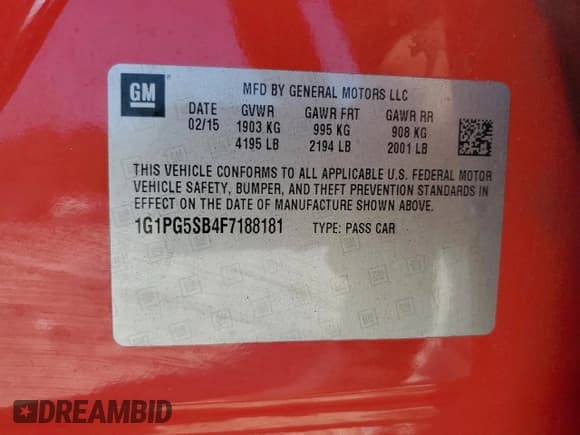 GM
MFD BY GENERAL MOTORS LLC
DATE GVWR GAWR FRT GAWR RR
02/15 1903 KG 995 KG 908 KG
4195 LB 2194 LB 2001 LB
THIS VEHICLE CONFORMS TO ALL APPLICABLE U.S. FEDERAL MOTOR
VEHICLE SAFETY, BUMPER, AND THEFT PREVENTION STANDARDS IN
EFFECT ON THE DATE OF MANUFACTURE SHOWN ABOVE.
1G1PG5SB4F7188181 TYPE: PASS CAR
DREAMBID